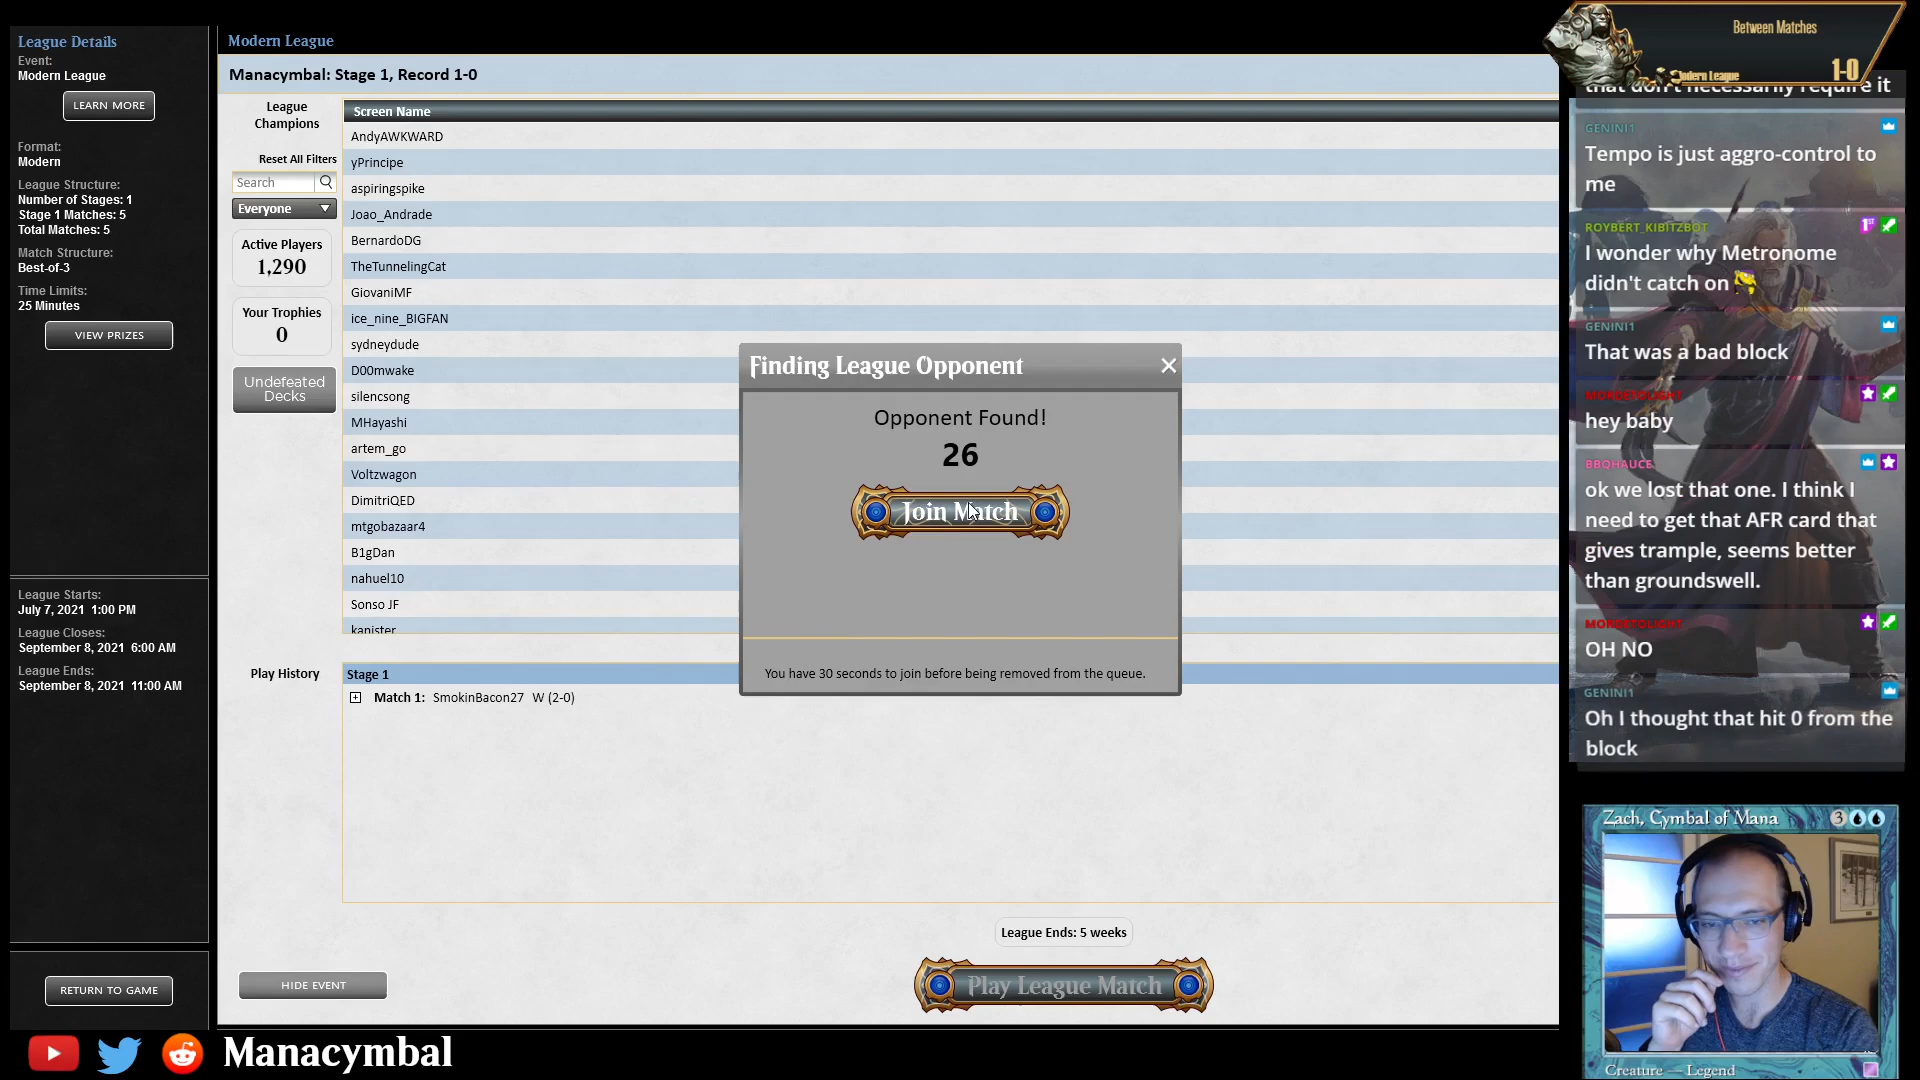 League Details
Event:
Modern League
LEARN MORE
Format:
Modern
League Structure:
Number of Stages: 1
Stage 1 Matches: 5
Total Matches: 5
Match Structure:
Best-of-3
Time Limits:
25 Minutes
VIEW PRIZES
League Starts:
July 7, 2021 1:00 PM
League Closes:
September 8, 2021 6:00 AM
League Ends:
September 8, 2021 11:00 AM
RETURN TO GAME
Modern League
Manacymbal: Stage 1, Record 1-0
League
Champions
Reset All Filters
Search
Everyone
Active Players
1,290
Your Trophies
0
Undefeated
Decks
Screen Name
AndyAWKWARD
yPrincipe
aspiringspike
Joao_Andrade
BernardoDG
TheTunnelingCat
GiovaniMF
ice_nine_BIGFAN
sydneydude
D00mwake
silencsong
MHayashi
artem_go
Voltzwagon
DimitriQED
mtgobazaar4
B1gDan
nahuel10
Sonso JF
kanister
Finding League Opponent
Opponent Found!
26
Join Match
You have 30 seconds to join before being removed from the queue.
Play History
Stage 1
Match 1: SmokinBacon27 W (2-0)
League Ends: 5 weeks
HIDE EVENT
Play League Match
Manacymbal
Between Matches
Modern League
1-0
that don't necessarily require it
GENINI1
Tempo is just aggro-control to
me
ROYBERT_KIBITZBOT
I wonder why Metronome
didn't catch on
GENINI1
That was a bad block
MORDETOLIGHT
hey baby
BBQHAUCE
ok we lost that one. I think I
need to get that AFR card that
gives trample, seems better
than groundswell.
MORDETOLIGHT
OH NO
GENINI1
Oh I thought that hit 0 from the
block
Zach, Cymbal of Mana
3
Creature — Legend